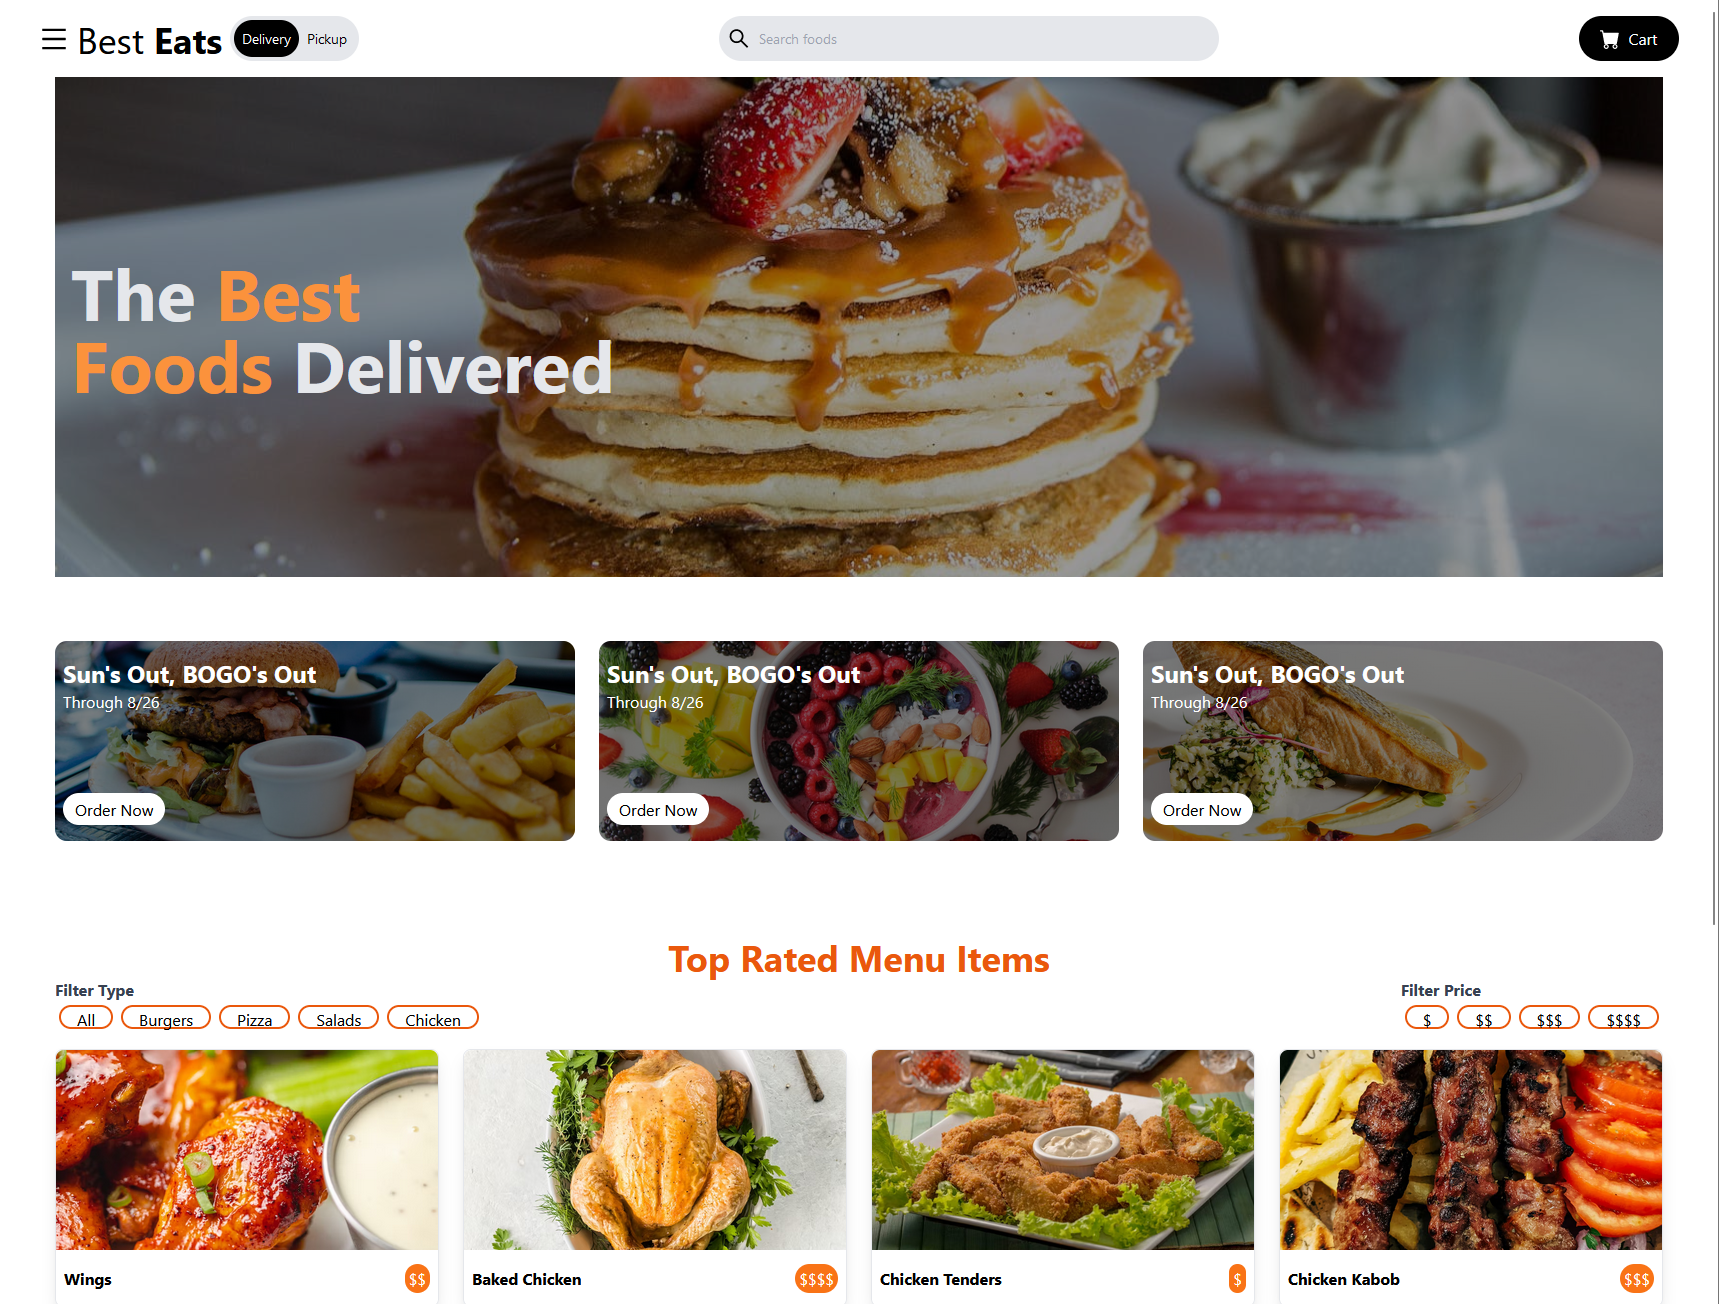 Best Eats
Delivery Pickup
Search foods
Cart
The Best
Foods Delivered
Sun's Out, BOGO's Out
Through 8/26
Order Now
Sun's Out, BOGO's Out
Through 8/26
Order Now
Sun's Out, BOGO's Out
Through 8/26
Order Now
Top Rated Menu Items
Filter Type
All Burgers Pizza Salads Chicken
Filter Price
$ $$ $$$ $$$$
Wings $$
Baked Chicken $$$$
Chicken Tenders $
Chicken Kabob $$$